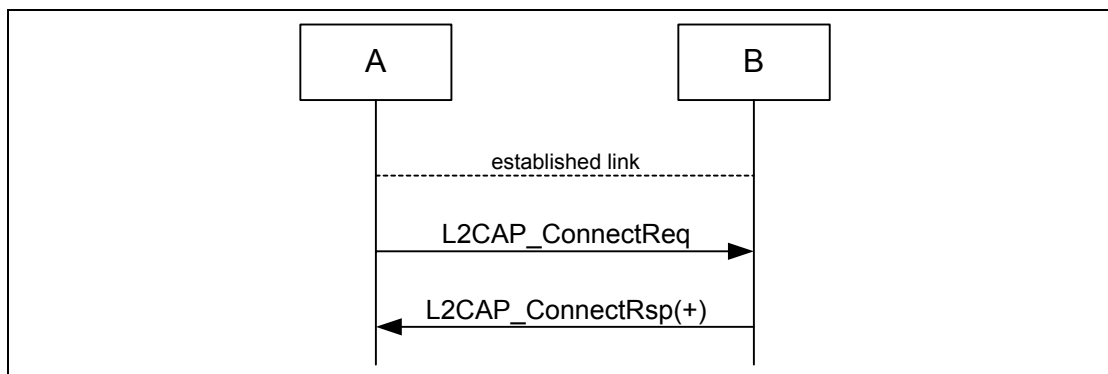 A
B
established link
L2CAP_ConnectReq
L2CAP_ConnectRsp(+)